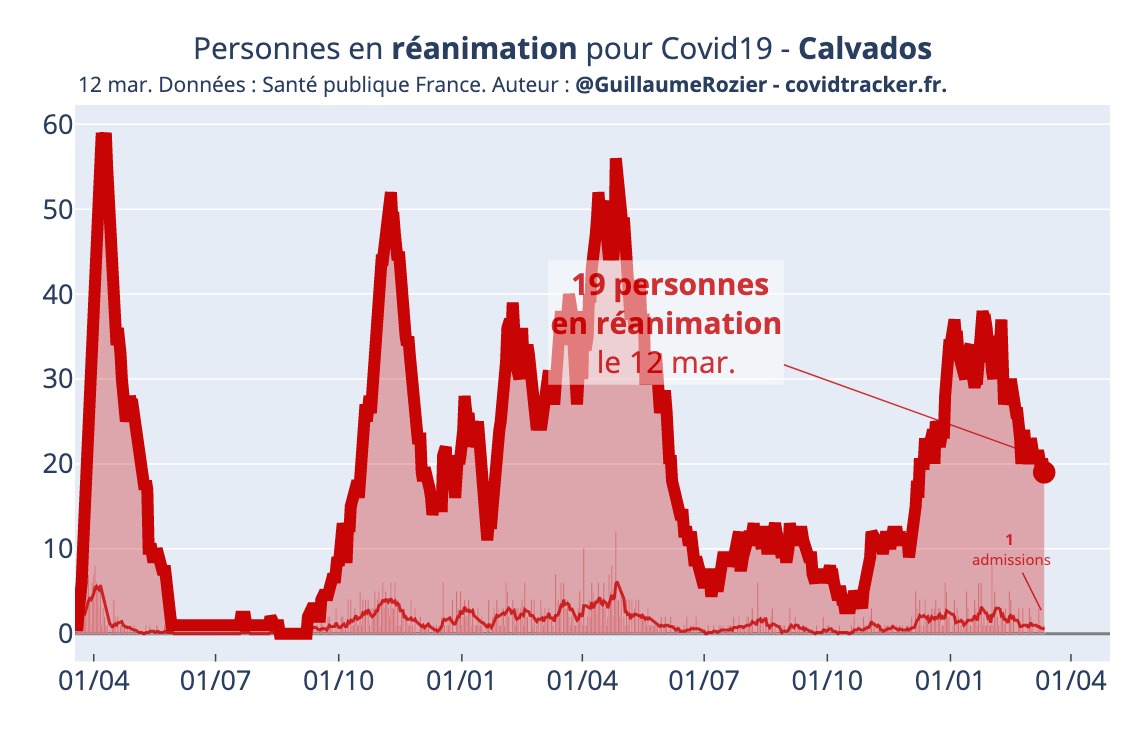 Personnes en réanimation pour Covid19 - Calvados
12 mar. Données : Santé publique France. Auteur : @GuillaumeRozier - covidtracker.fr.
60
50
40
30
20
10
0
19 personnes
en réanimation
le 12 mar.
1
admissions
01/04 01/07 01/10 01/01 01/04 01/07 01/10 01/01 01/04